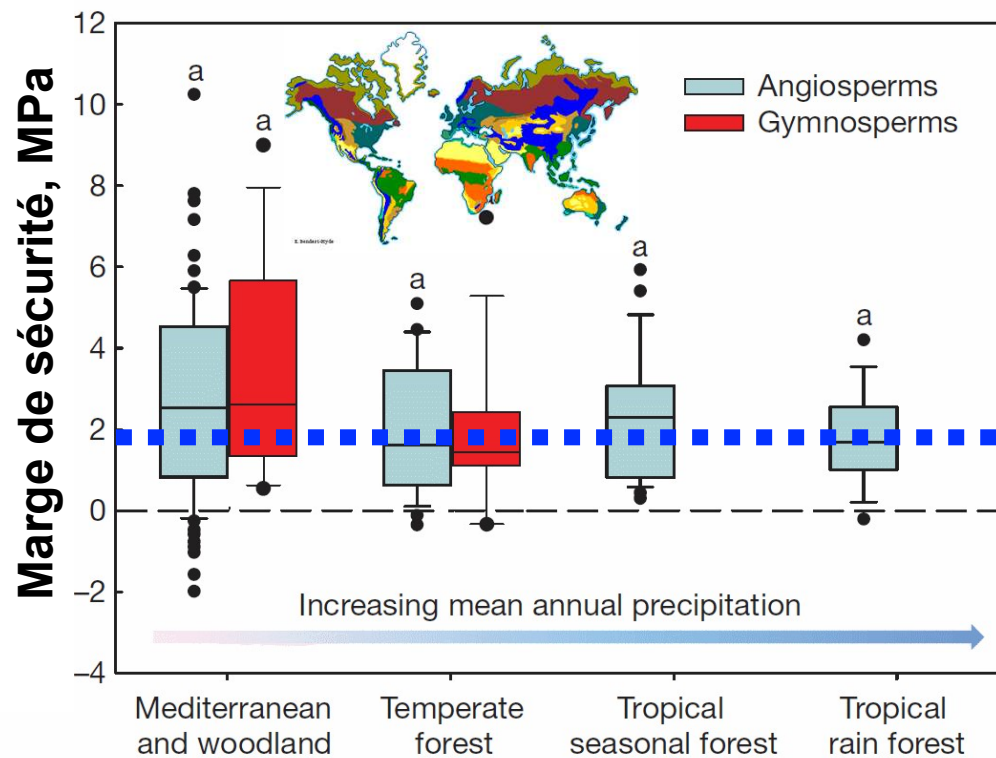 Marge de sécurité, MPa
12
10
8
6
4
2
0
–2
–4
Angiosperms
Gymnosperms
a
a
a
a
a
Increasing mean annual precipitation
Mediterranean
and woodland
Temperate
forest
Tropical
seasonal forest
Tropical
rain forest